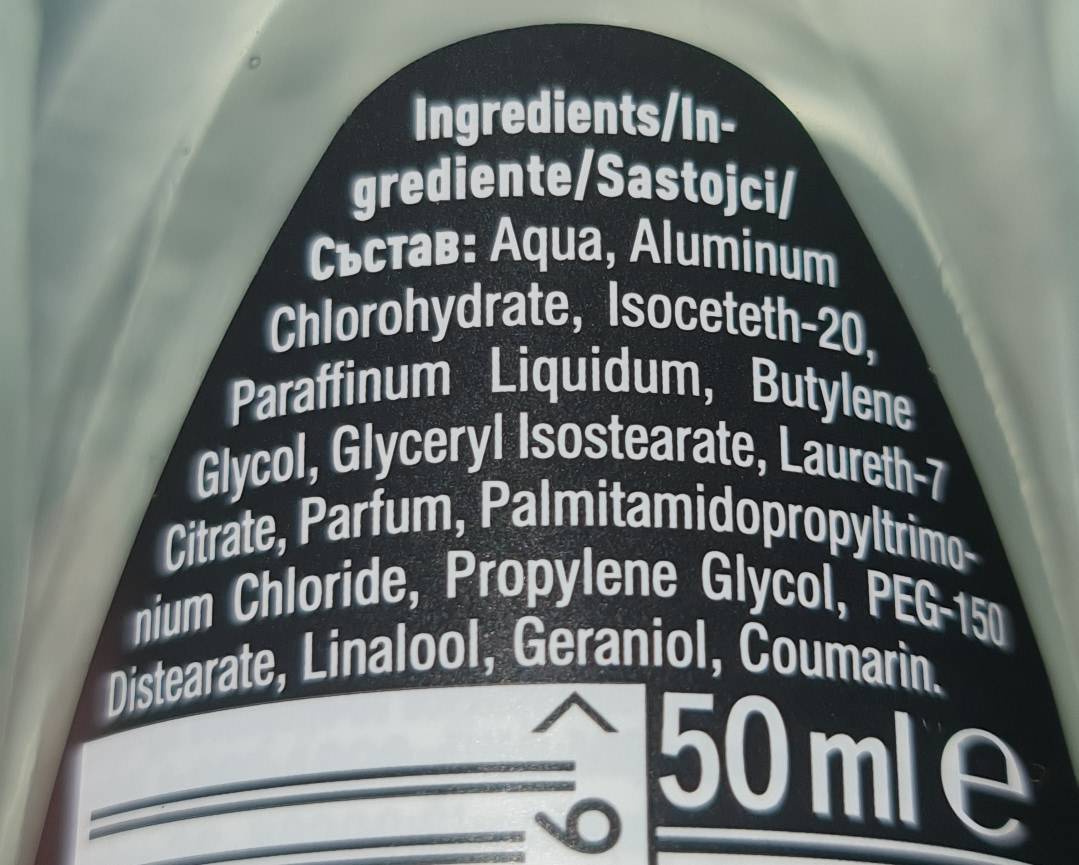 Ingredients/In-
grediente/Sastojci/
Състав: Aqua, Aluminum
Chlorohydrate, Isoceteth-20,
Paraffinum Liquidum, Butylene
Glycol, Glyceryl Isostearate, Laureth-7
Citrate, Parfum, Palmitamidopropyltrimo-
nium Chloride, Propylene Glycol, PEG-150
Distearate, Linalool, Geraniol, Coumarin.
50 ml e
> 9